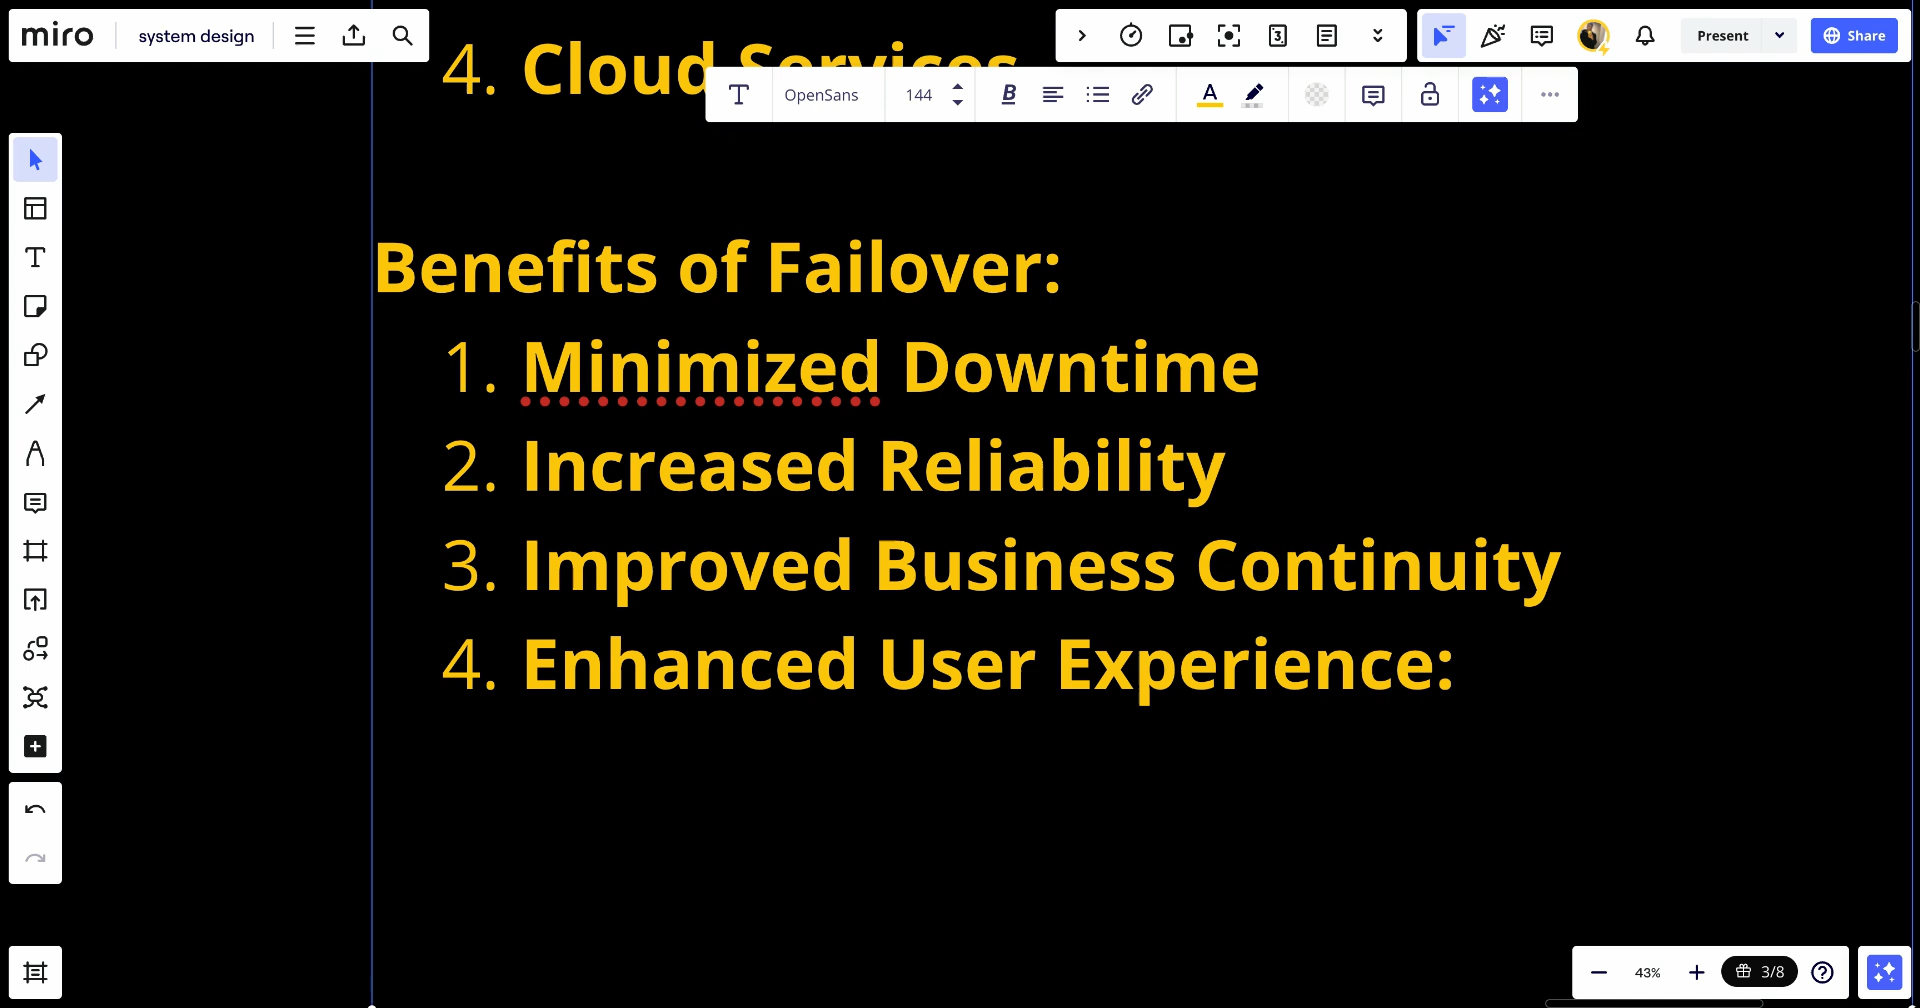 miro
system design
Present
Share
4. Cloud Services
OpenSans
144
B
A
Benefits of Failover:
1. Minimized Downtime
2. Increased Reliability
3. Improved Business Continuity
4. Enhanced User Experience:
43%
3/8